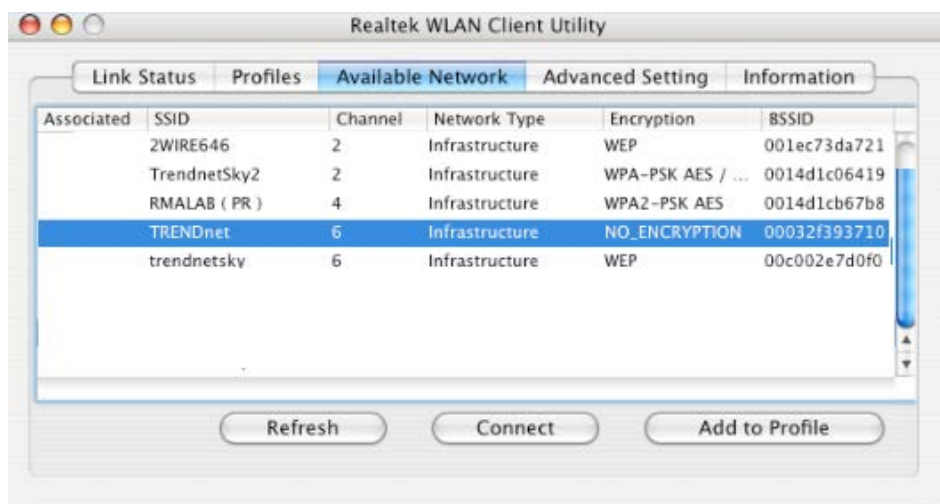 Realtek WLAN Client Utility
Link Status Profiles Available Network Advanced Setting Information
Associated SSID Channel Network Type Encryption BSSID
2WIRE646 2 Infrastructure WEP 001ec73da721
TrendnetSky2 2 Infrastructure WPA-PSK AES / ... 0014d1c06419
RMALAB ( PR ) 4 Infrastructure WPA2-PSK AES 0014d1cb67b8
TRENDnet 6 Infrastructure NO_ENCRYPTION 00032f393710
trendnetsky 6 Infrastructure WEP 00c002e7d0f0
Refresh Connect Add to Profile